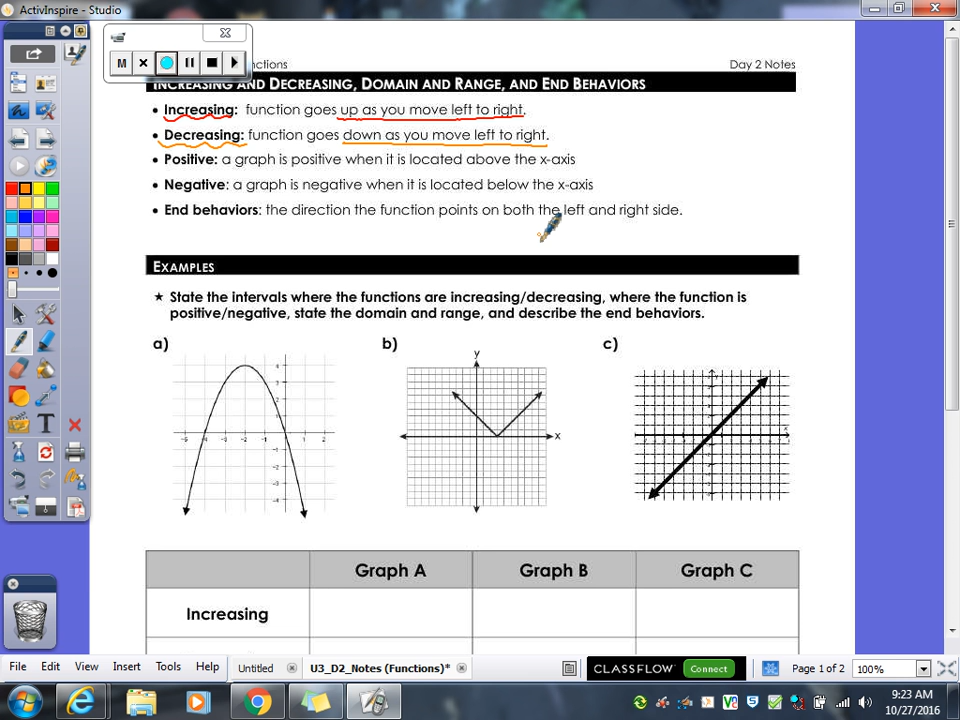 ActivInspire - Studio
nctions
Day 2 Notes
INCREASING AND DECREASING, DOMAIN AND RANGE, AND END BEHAVIORS
• Increasing: function goes up as you move left to right.
• Decreasing: function goes down as you move left to right.
• Positive: a graph is positive when it is located above the x-axis
• Negative: a graph is negative when it is located below the x-axis
• End behaviors: the direction the function points on both the left and right side.
EXAMPLES
★ State the intervals where the functions are increasing/decreasing, where the function is
positive/negative, state the domain and range, and describe the end behaviors.
a) b) c)
y
x
Graph A Graph B Graph C
Increasing
File Edit View Insert Tools Help Untitled U3_D2_Notes (Functions)* CLASSFLOW Connect Page 1 of 2 100%
9:23 AM
10/27/2016